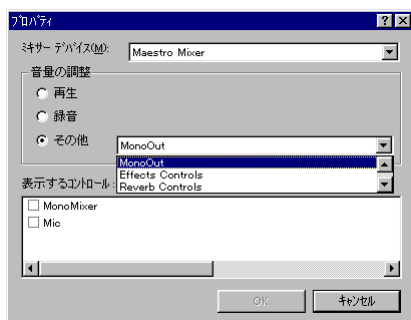 ﾌﾟﾛﾊﾟﾃｨ
ﾐｷｻｰ ﾃﾞﾊﾞｲｽ(M):
Maestro Mixer
音量の調整
再生
録音
その他
MonoOut
MonoOut
Effects Controls
Reverb Controls
表示するｺﾝﾄﾛｰﾙ:
MonoMixer
Mic
OK
ｷｬﾝｾﾙ